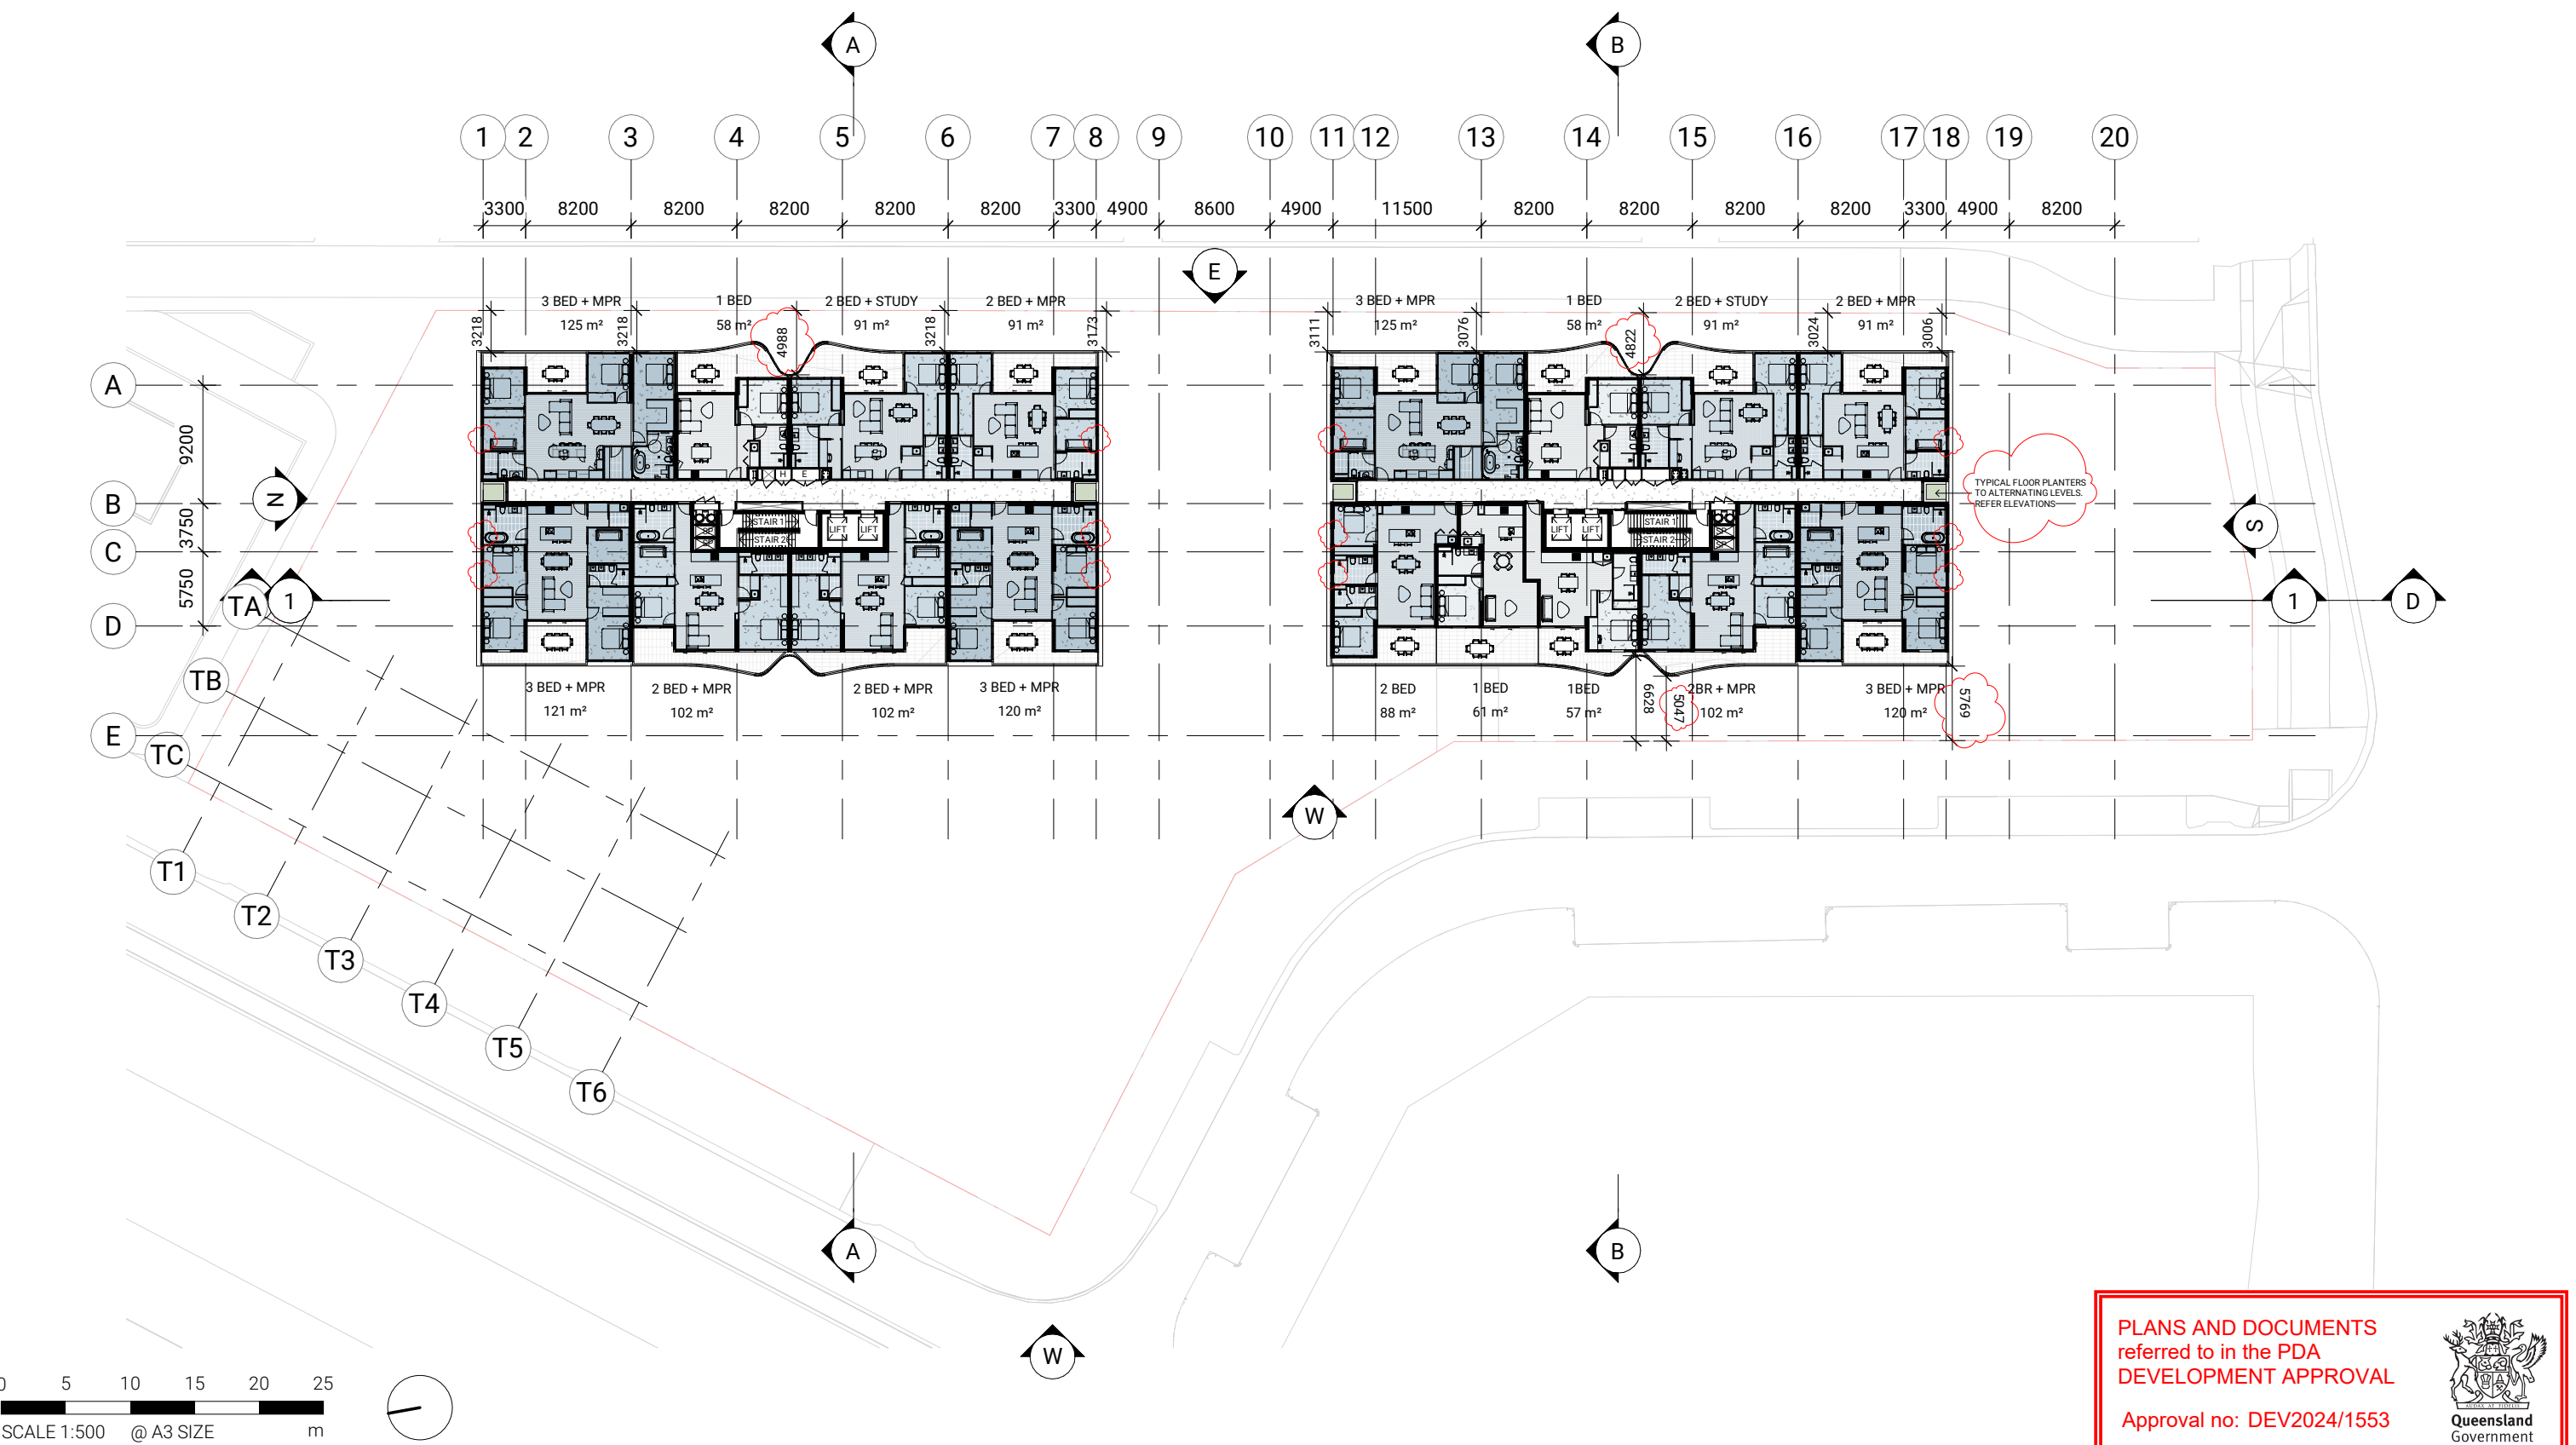 A B
1 2 3 4 5 6 7 8 9 10 11 12 13 14 15 16 17 18 19 20
3300 8200 8200 8200 8200 8200 3300 4900 8600 4900 11500 8200 8200 8200 8200 3300 4900 8200
E
3 BED + MPR 1 BED 2 BED + STUDY 2 BED + MPR 3 BED + MPR 1 BED 2 BED + STUDY 2 BED + MPR
125 m² 58 m² 91 m² 91 m² 125 m² 58 m² 91 m² 91 m²
3218 3218 4988 3218 3173 3111 3076 4822 3024 3006
A
9200
B
3750
C
5750
D
E
N
H E
TYPICAL FLOOR PLANTERS
TO ALTERNATING LEVELS.
REFER ELEVATIONS
STAIR 1 LIFT LIFT LIFT LIFT STAIR 1
STAIR 2 STAIR 2
S
TA 1 1 D
TB
TC
3 BED + MPR 2 BED + MPR 2 BED + MPR 3 BED + MPR 2 BED 1 BED 1BED 2BR + MPR 3 BED + MPR
121 m² 102 m² 102 m² 120 m² 88 m² 61 m² 57 m² 102 m² 120 m²
6628 5047 5769
W
T1
T2
T3
T4
T5
T6
A B
W
0 5 10 15 20 25
SCALE 1:500 @ A3 SIZE m
PLANS AND DOCUMENTS
referred to in the PDA
DEVELOPMENT APPROVAL
Approval no: DEV2024/1553
Queensland
Government